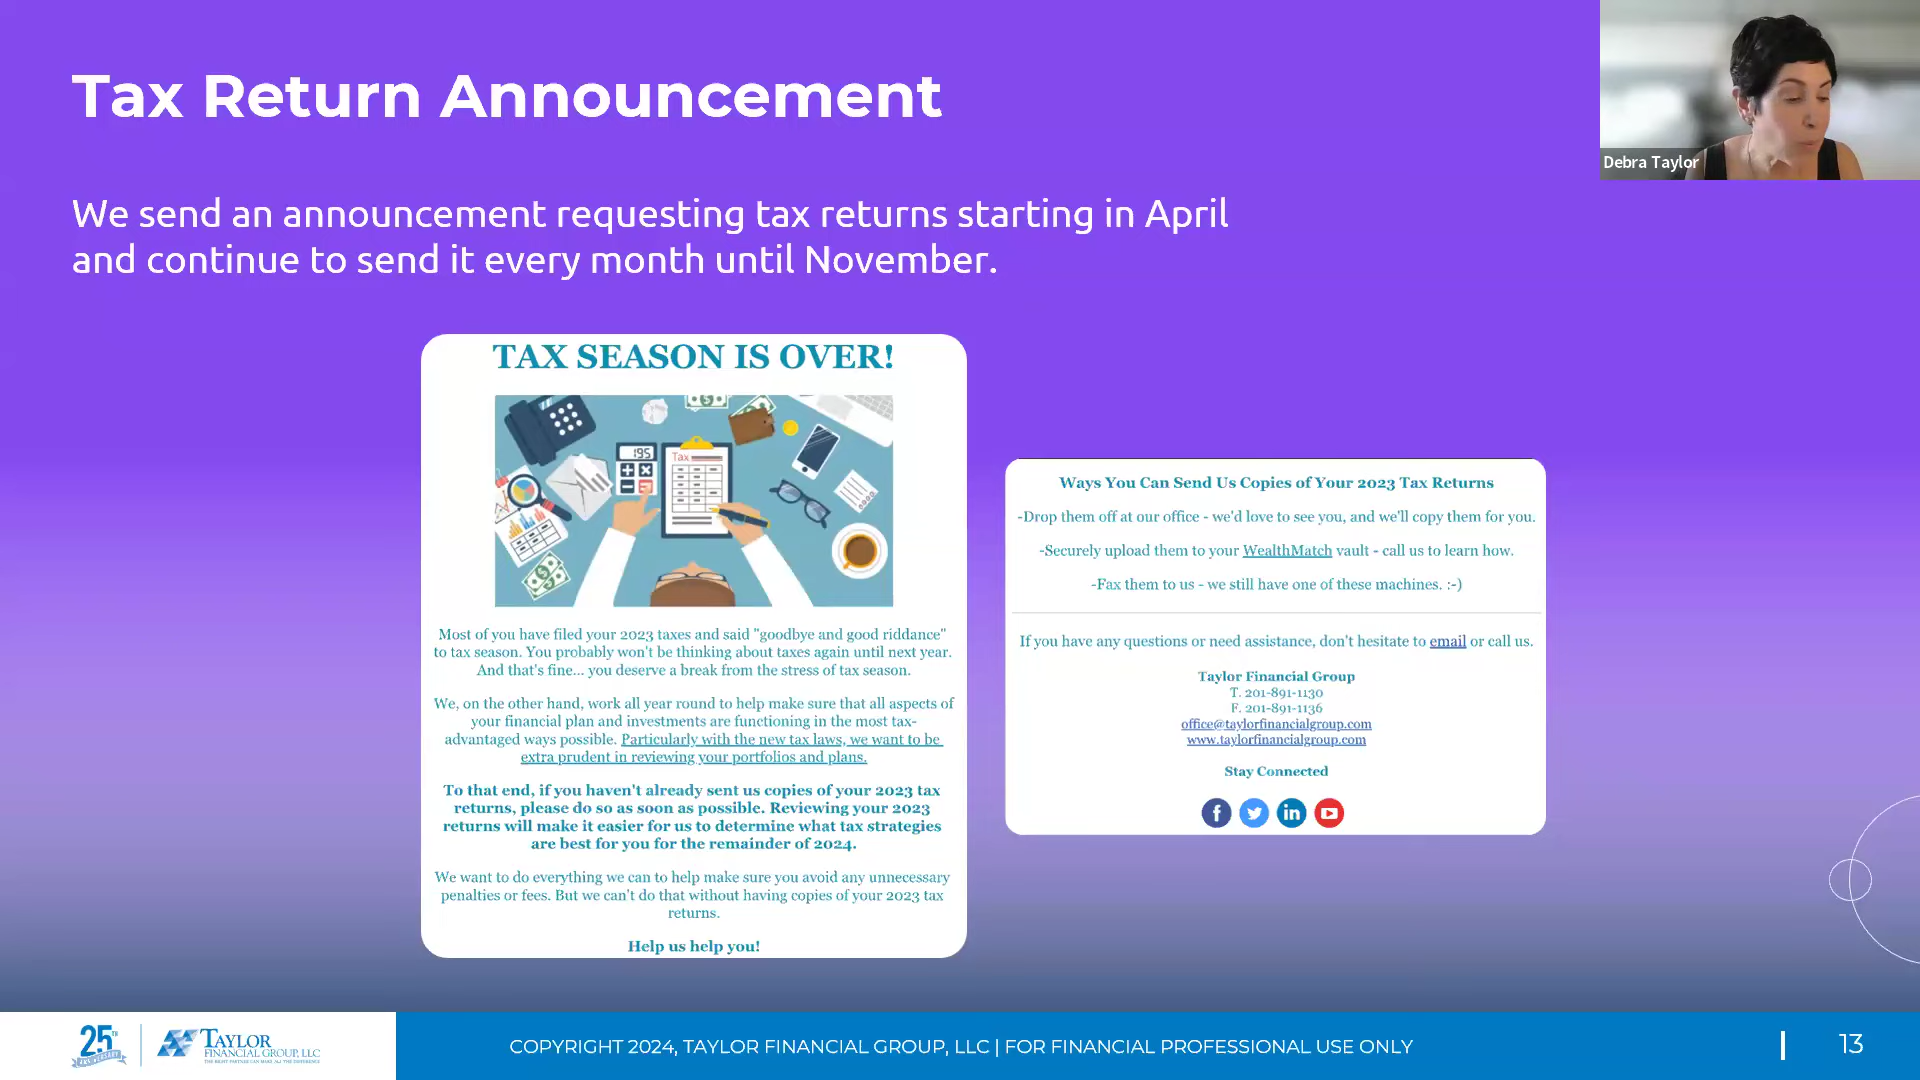 Tax Return Announcement
Debra Taylor
We send an announcement requesting tax returns starting in April
and continue to send it every month until November.
TAX SEASON IS OVER!
195
Tax
Most of you have filed your 2023 taxes and said "goodbye and good riddance"
to tax season. You probably won't be thinking about taxes again until next year.
And that's fine... you deserve a break from the stress of tax season.
We, on the other hand, work all year round to help make sure that all aspects of
your financial plan and investments are functioning in the most tax-
advantaged ways possible. Particularly with the new tax laws, we want to be
extra prudent in reviewing your portfolios and plans.
To that end, if you haven't already sent us copies of your 2023 tax
returns, please do so as soon as possible. Reviewing your 2023
returns will make it easier for us to determine what tax strategies
are best for you for the remainder of 2024.
We want to do everything we can to help make sure you avoid any unnecessary
penalties or fees. But we can't do that without having copies of your 2023 tax
returns.
Help us help you!
Ways You Can Send Us Copies of Your 2023 Tax Returns
-Drop them off at our office - we'd love to see you, and we'll copy them for you.
-Securely upload them to your WealthMatch vault - call us to learn how.
-Fax them to us - we still have one of these machines. :-)
If you have any questions or need assistance, don't hesitate to email or call us.
Taylor Financial Group
T. 201-891-1130
F. 201-891-1136
office@taylorfinancialgroup.com
www.taylorfinancialgroup.com
Stay Connected
25TH
ANNIVERSARY
TAYLOR
FINANCIAL GROUP, LLC
THE RIGHT PARTNER CAN MAKE ALL THE DIFFERENCE
COPYRIGHT 2024, TAYLOR FINANCIAL GROUP, LLC | FOR FINANCIAL PROFESSIONAL USE ONLY
13